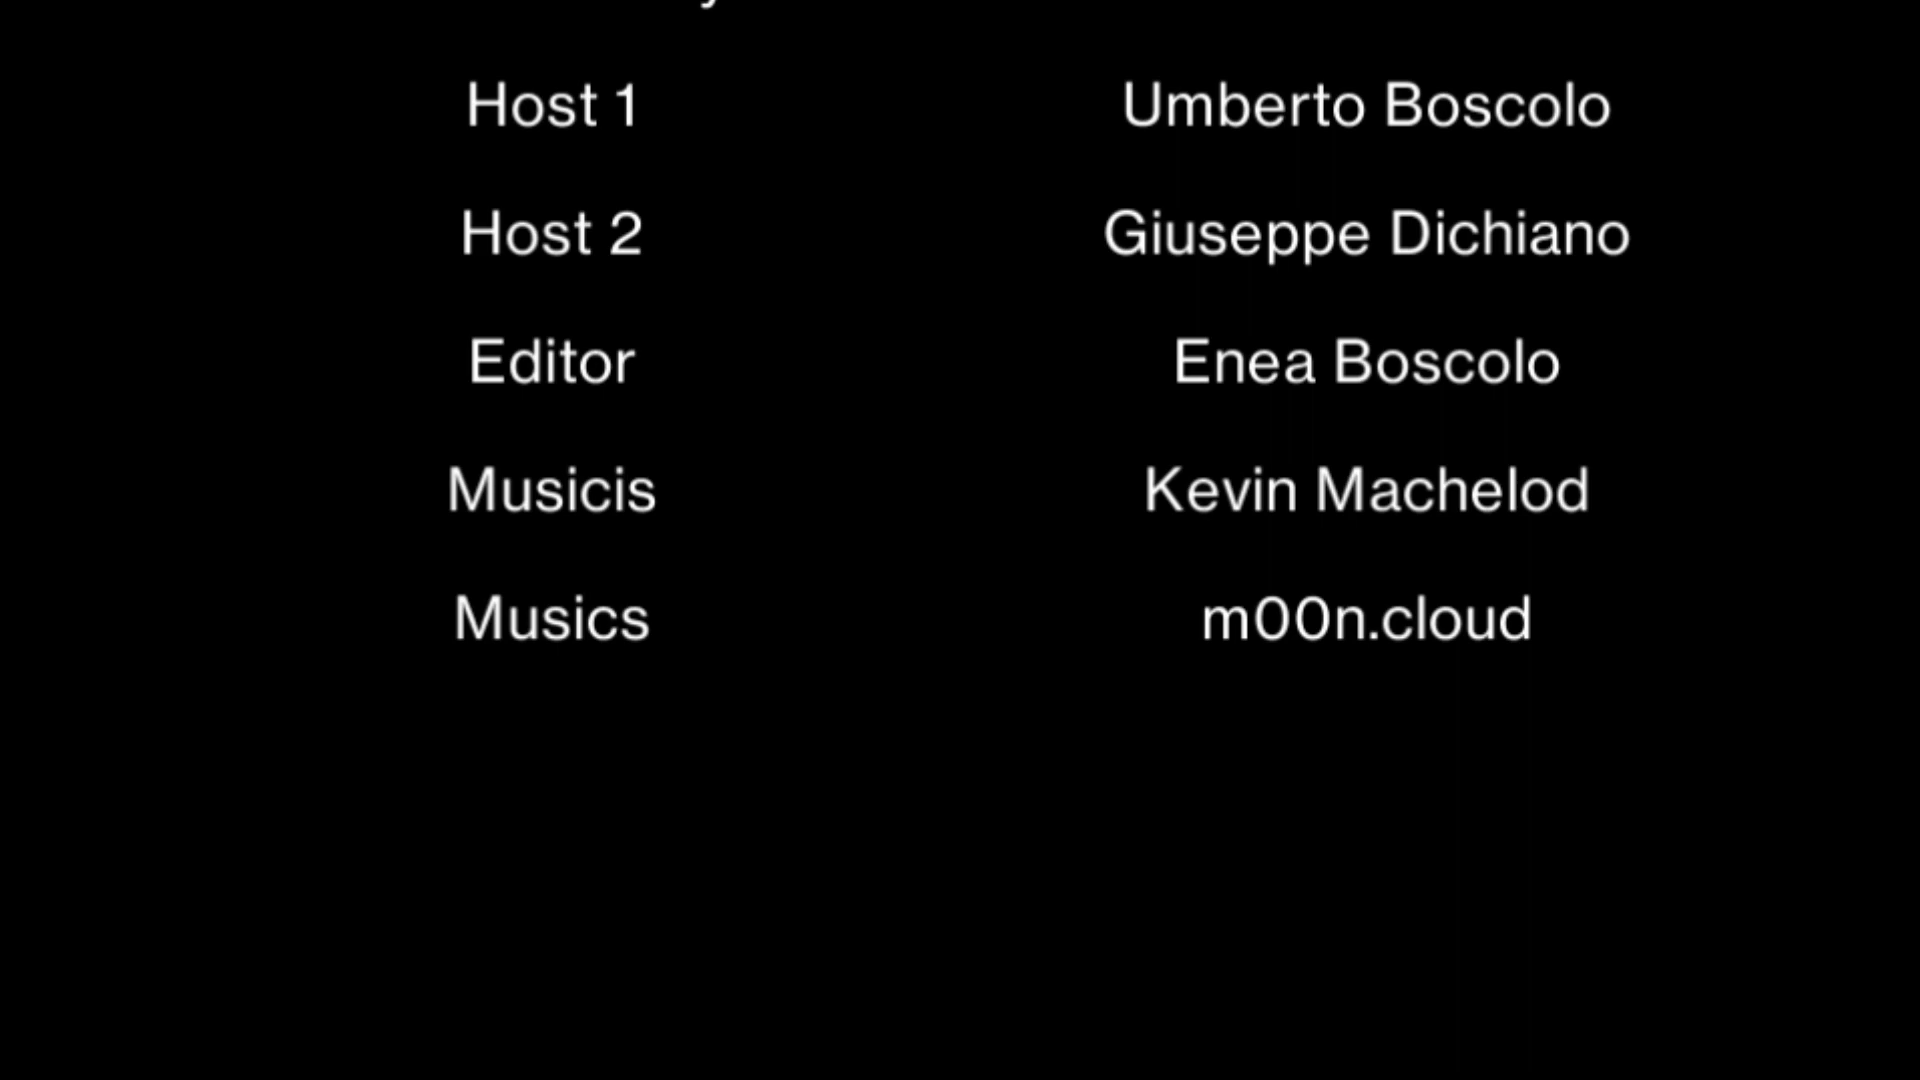 Host 1 Umberto Boscolo
Host 2 Giuseppe Dichiano
Editor Enea Boscolo
Musicis Kevin Machelod
Musics m00n.cloud